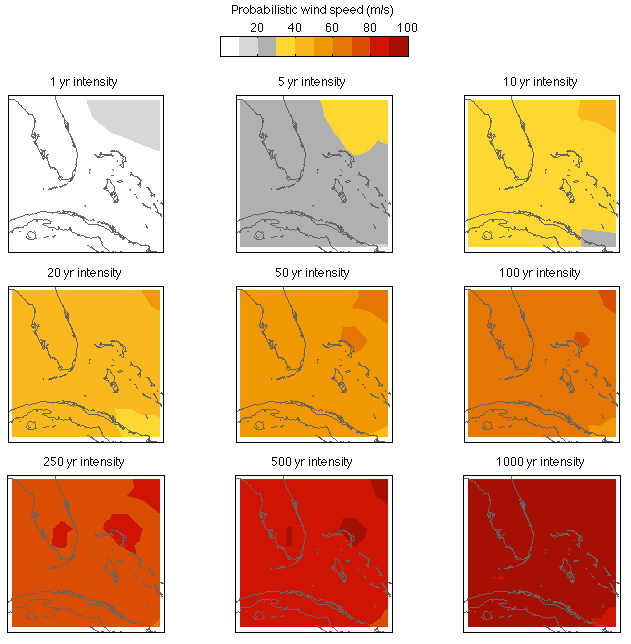 Probabilistic wind speed (m/s)
20 40 60 80 100
1 yr intensity 5 yr intensity 10 yr intensity
20 yr intensity 50 yr intensity 100 yr intensity
250 yr intensity 500 yr intensity 1000 yr intensity